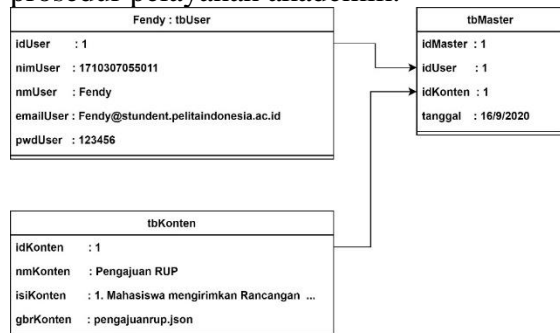 prosedur pelayanan akademik.
Fendy : tbUser
idUser : 1
nimUser : 1710307055011
nmUser : Fendy
emailUser : Fendy@stundent.pelitaindonesia.ac.id
pwdUser : 123456
tbMaster
idMaster : 1
idUser : 1
idKonten : 1
tanggal : 16/9/2020
tbKonten
idKonten : 1
nmKonten : Pengajuan RUP
isiKonten : 1. Mahasiswa mengirimkan Rancangan ...
gbrKonten : pengajuanrup.json